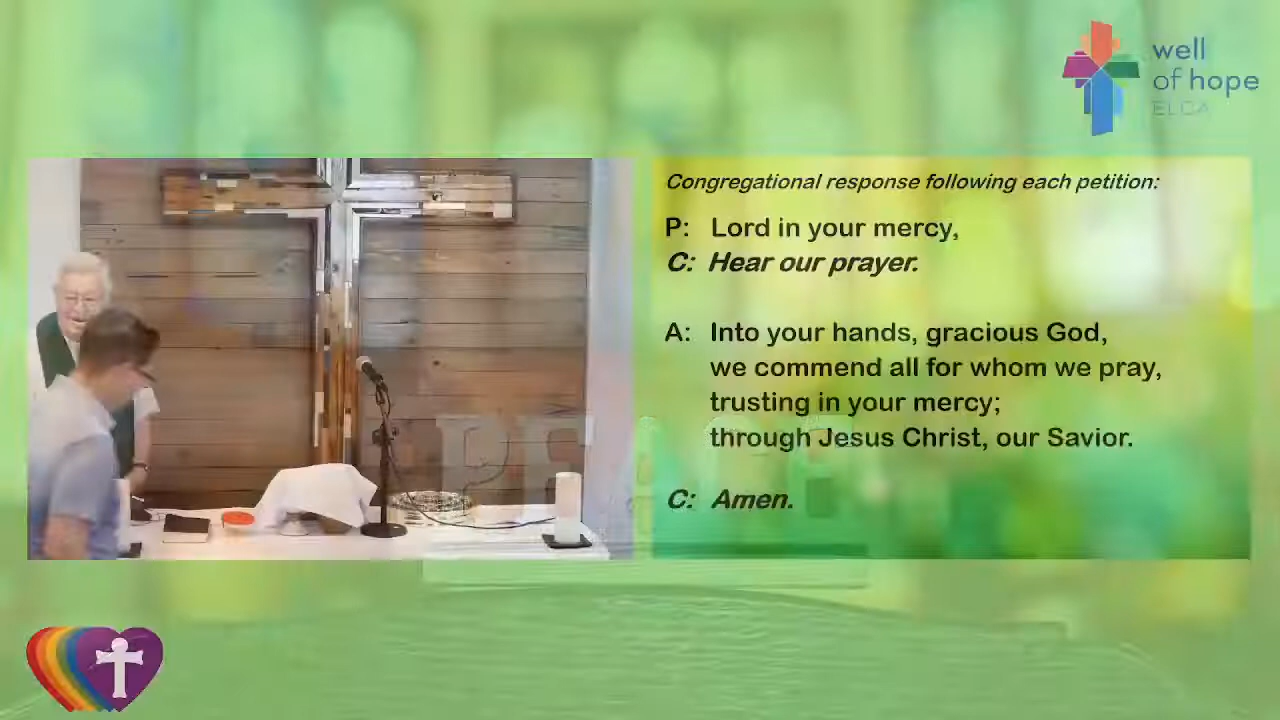 well
of hope
ELCA
Congregational response following each petition:
P: Lord in your mercy,
C: Hear our prayer.
A: Into your hands, gracious God,
we commend all for whom we pray,
trusting in your mercy;
through Jesus Christ, our Savior.
C: Amen.
PEACE